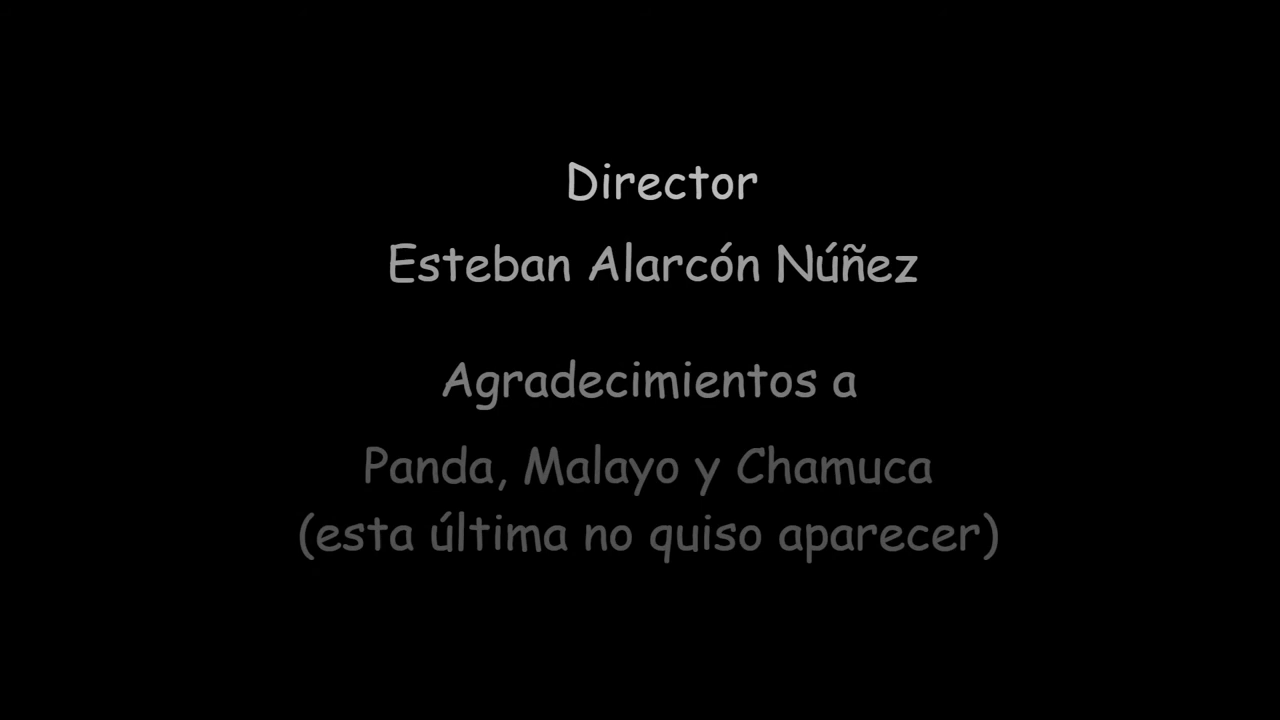 Director
Esteban Alarcón Núñez
Agradecimientos a
Panda, Malayo y Chamuca
(esta última no quiso aparecer)